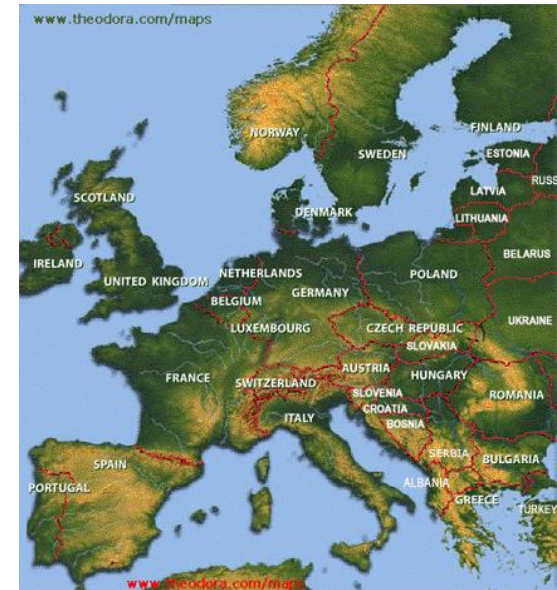 www.theodora.com/maps
NORWAY
FINLAND
SWEDEN
ESTONIA
RUSS
LATVIA
SCOTLAND
DENMARK
LITHUANIA
BELARUS
IRELAND
NETHERLANDS
POLAND
UNITED KINGDOM
GERMANY
BELGIUM
UKRAINE
LUXEMBOURG
CZECH REPUBLIC
SLOVAKIA
AUSTRIA
HUNGARY
FRANCE
SWITZERLAND
SLOVENIA
ROMANIA
CROATIA
ITALY
BOSNIA
SERBIA
BULGARIA
SPAIN
ALBANIA
PORTUGAL
GREECE
TURKEY
www.theodora.com/maps